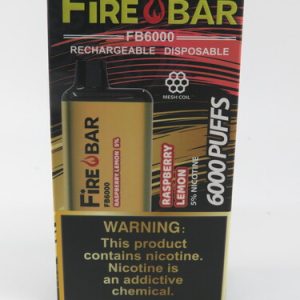 FIRE BAR
FB6000
RECHARGEABLE DISPOSABLE
MESH COIL
FIRE BAR
FB6000
RASPBERRY LEMON 5%
RASPBERRY
LEMON
5% NICOTINE
6000 PUFFS
WARNING:
This product
contains nicotine.
Nicotine is
an addictive
chemical.